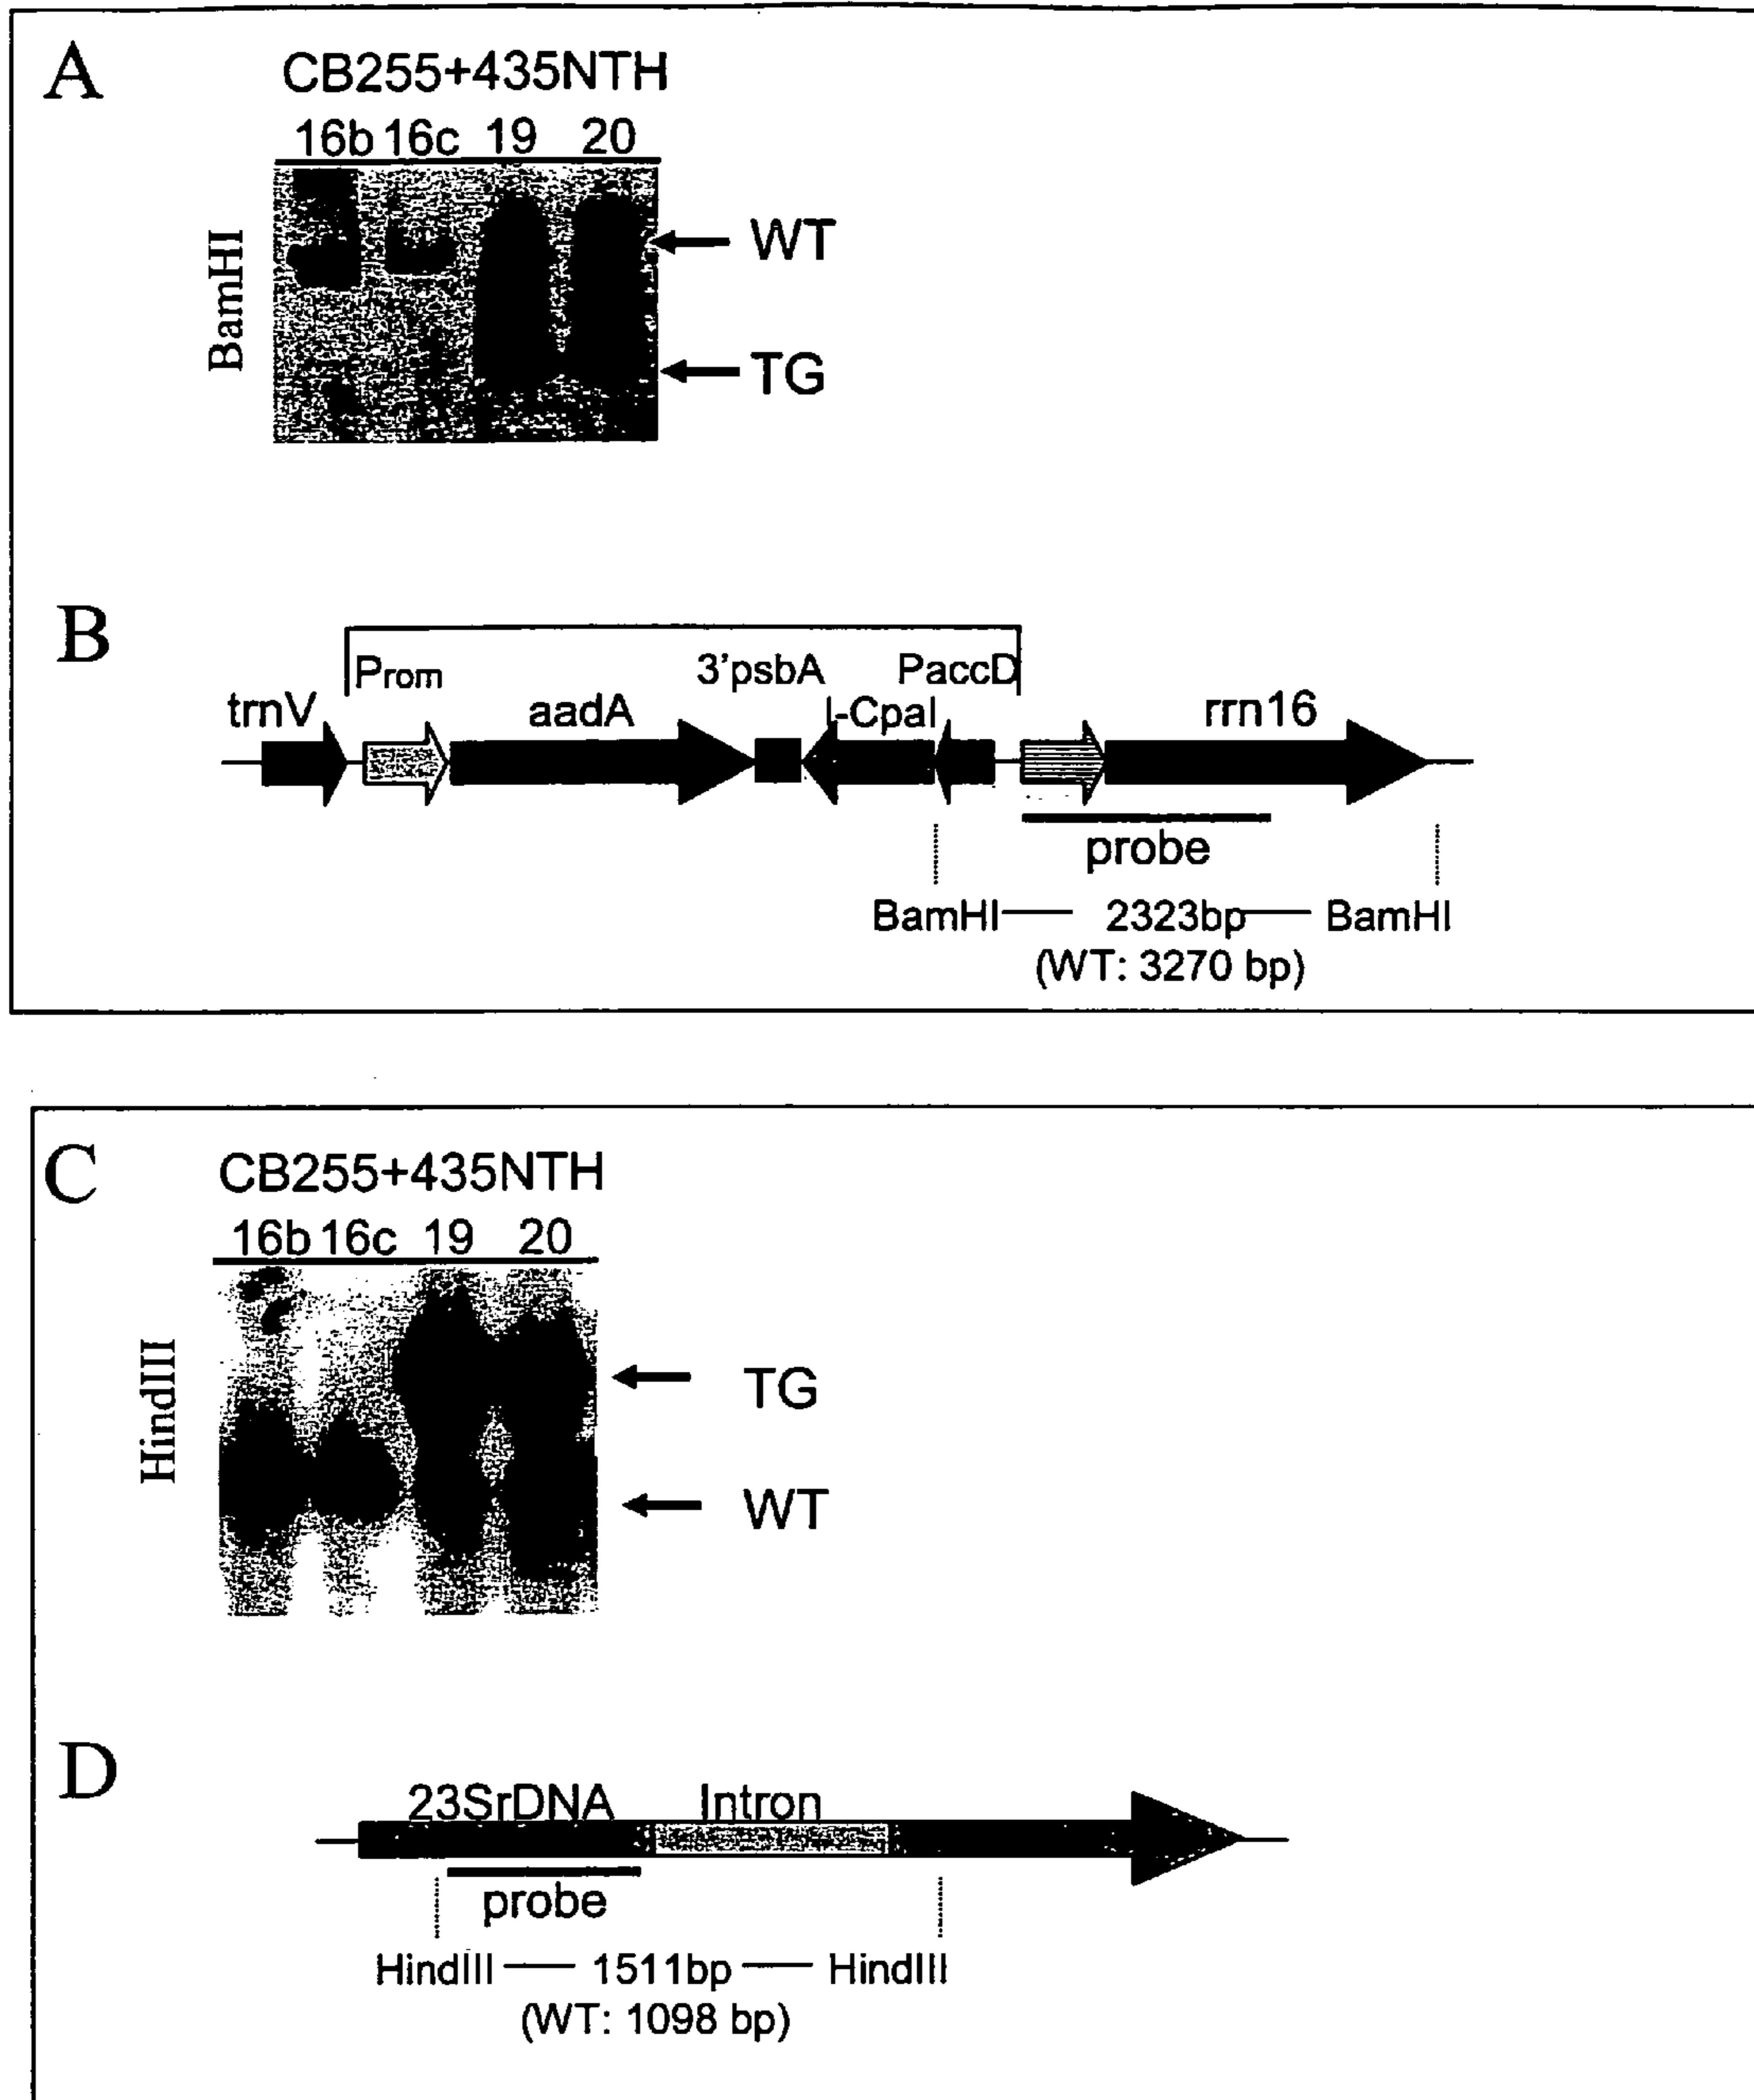 A
CB255+435NTH
16b 16c 19 20
BamHI
WT
TG
B
Prom 3'psbA PaccD
trnV aadA I-CpaI rrn16
probe
BamHI 2323bp BamHI
(WT: 3270 bp)
C
CB255+435NTH
16b 16c 19 20
HindIII
TG
WT
D
23SrDNA Intron
probe
HindIII 1511bp HindIII
(WT: 1098 bp)